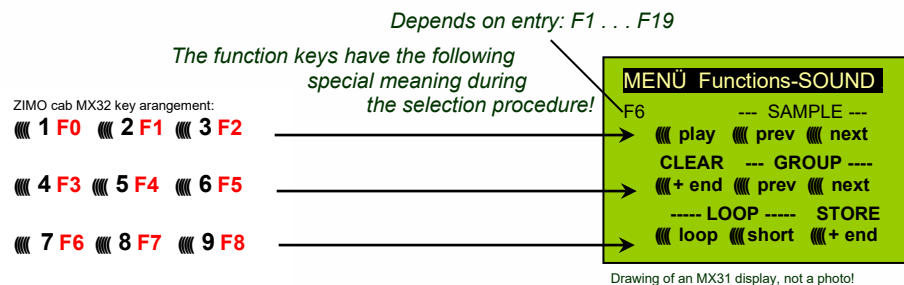 Depends on entry: F1 . . . F19
The function keys have the following
special meaning during
the selection procedure!
ZIMO cab MX32 key arangement:
((((( 1 F0 ((((( 2 F1 ((((( 3 F2
((((( 4 F3 ((((( 5 F4 ((((( 6 F5
((((( 7 F6 ((((( 8 F7 ((((( 9 F8
MENÜ Functions-SOUND
F6 --- SAMPLE ---
(((( play (((( prev (((( next
CLEAR --- GROUP ----
((((+ end (((( prev (((( next
----- LOOP ----- STORE
(((( loop ((((short ((((+ end
Drawing of an MX31 display, not a photo!